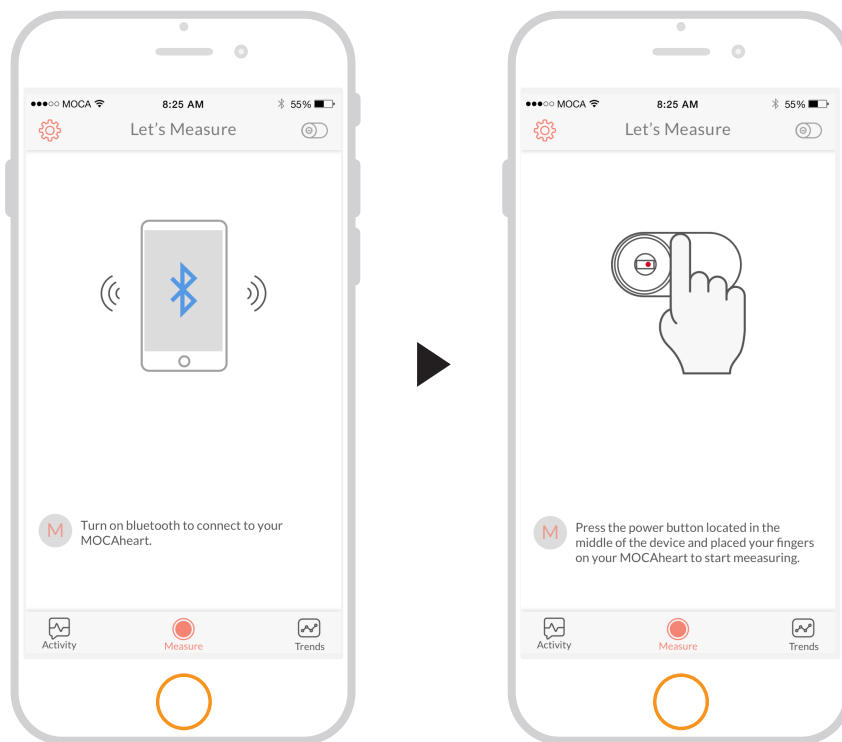 MOCA 8:25 AM 55%
Let's Measure
Turn on bluetooth to connect to your
MOCAheart.
M
Activity Measure Trends
MOCA 8:25 AM 55%
Let's Measure
Press the power button located in the
middle of the device and placed your fingers
on your MOCAheart to start meeasuring.
M
Activity Measure Trends